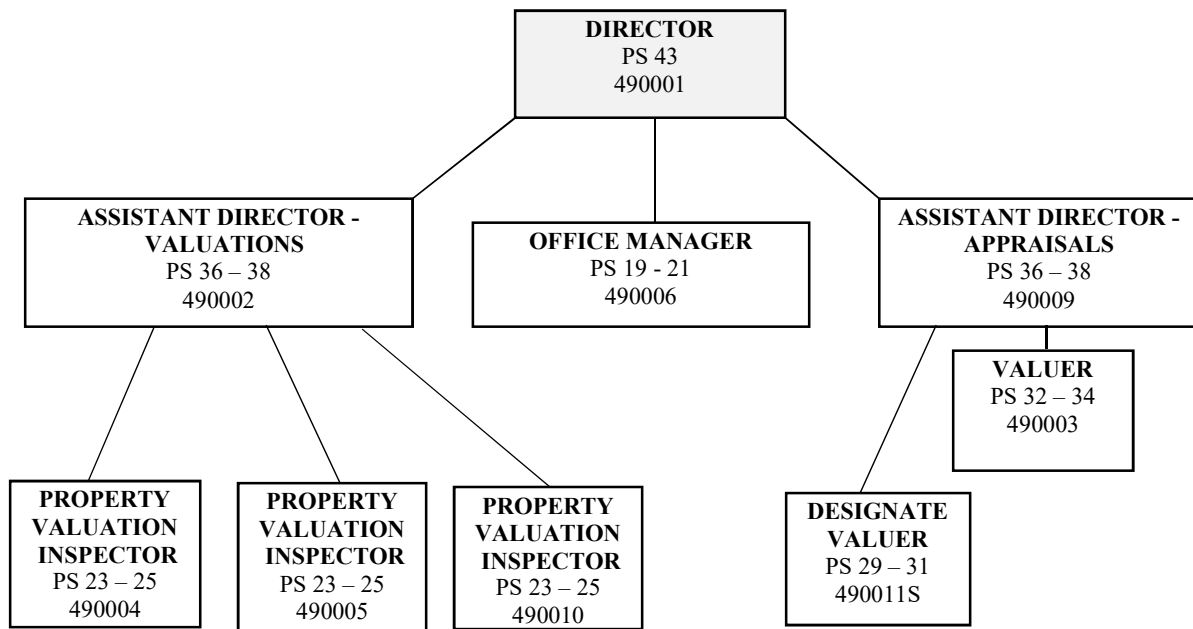 DIRECTOR
PS 43
490001
ASSISTANT DIRECTOR -
VALUATIONS
PS 36 – 38
490002
OFFICE MANAGER
PS 19 - 21
490006
ASSISTANT DIRECTOR -
APPRAISALS
PS 36 – 38
490009
VALUER
PS 32 – 34
490003
PROPERTY
VALUATION
INSPECTOR
PS 23 – 25
490004
PROPERTY
VALUATION
INSPECTOR
PS 23 – 25
490005
PROPERTY
VALUATION
INSPECTOR
PS 23 – 25
490010
DESIGNATE
VALUER
PS 29 – 31
490011S